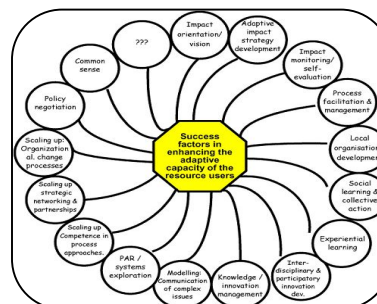 ???
Impact
orientation/
vision
Adaptive
impact
strategy
development
Impact
monitoring/
self-
evaluation
Process
facilitation &
management
Local
organisation
development
Social
learning &
collective
action
Experiential
learning
Inter-
disciplinary &
participatory
innovation
dev.
Knowledge /
innovation
management
Modelling:
Communication
of complex
issues
PAR /
systems
exploration
Scaling up
Competence in
process
approaches.
Scaling up
strategic
networking &
partnerships
Scaling up:
Organization
al. change
processes
Policy
negotiation
Common
sense
Success
factors in
enhancing the
adaptive
capacity of the
resource users